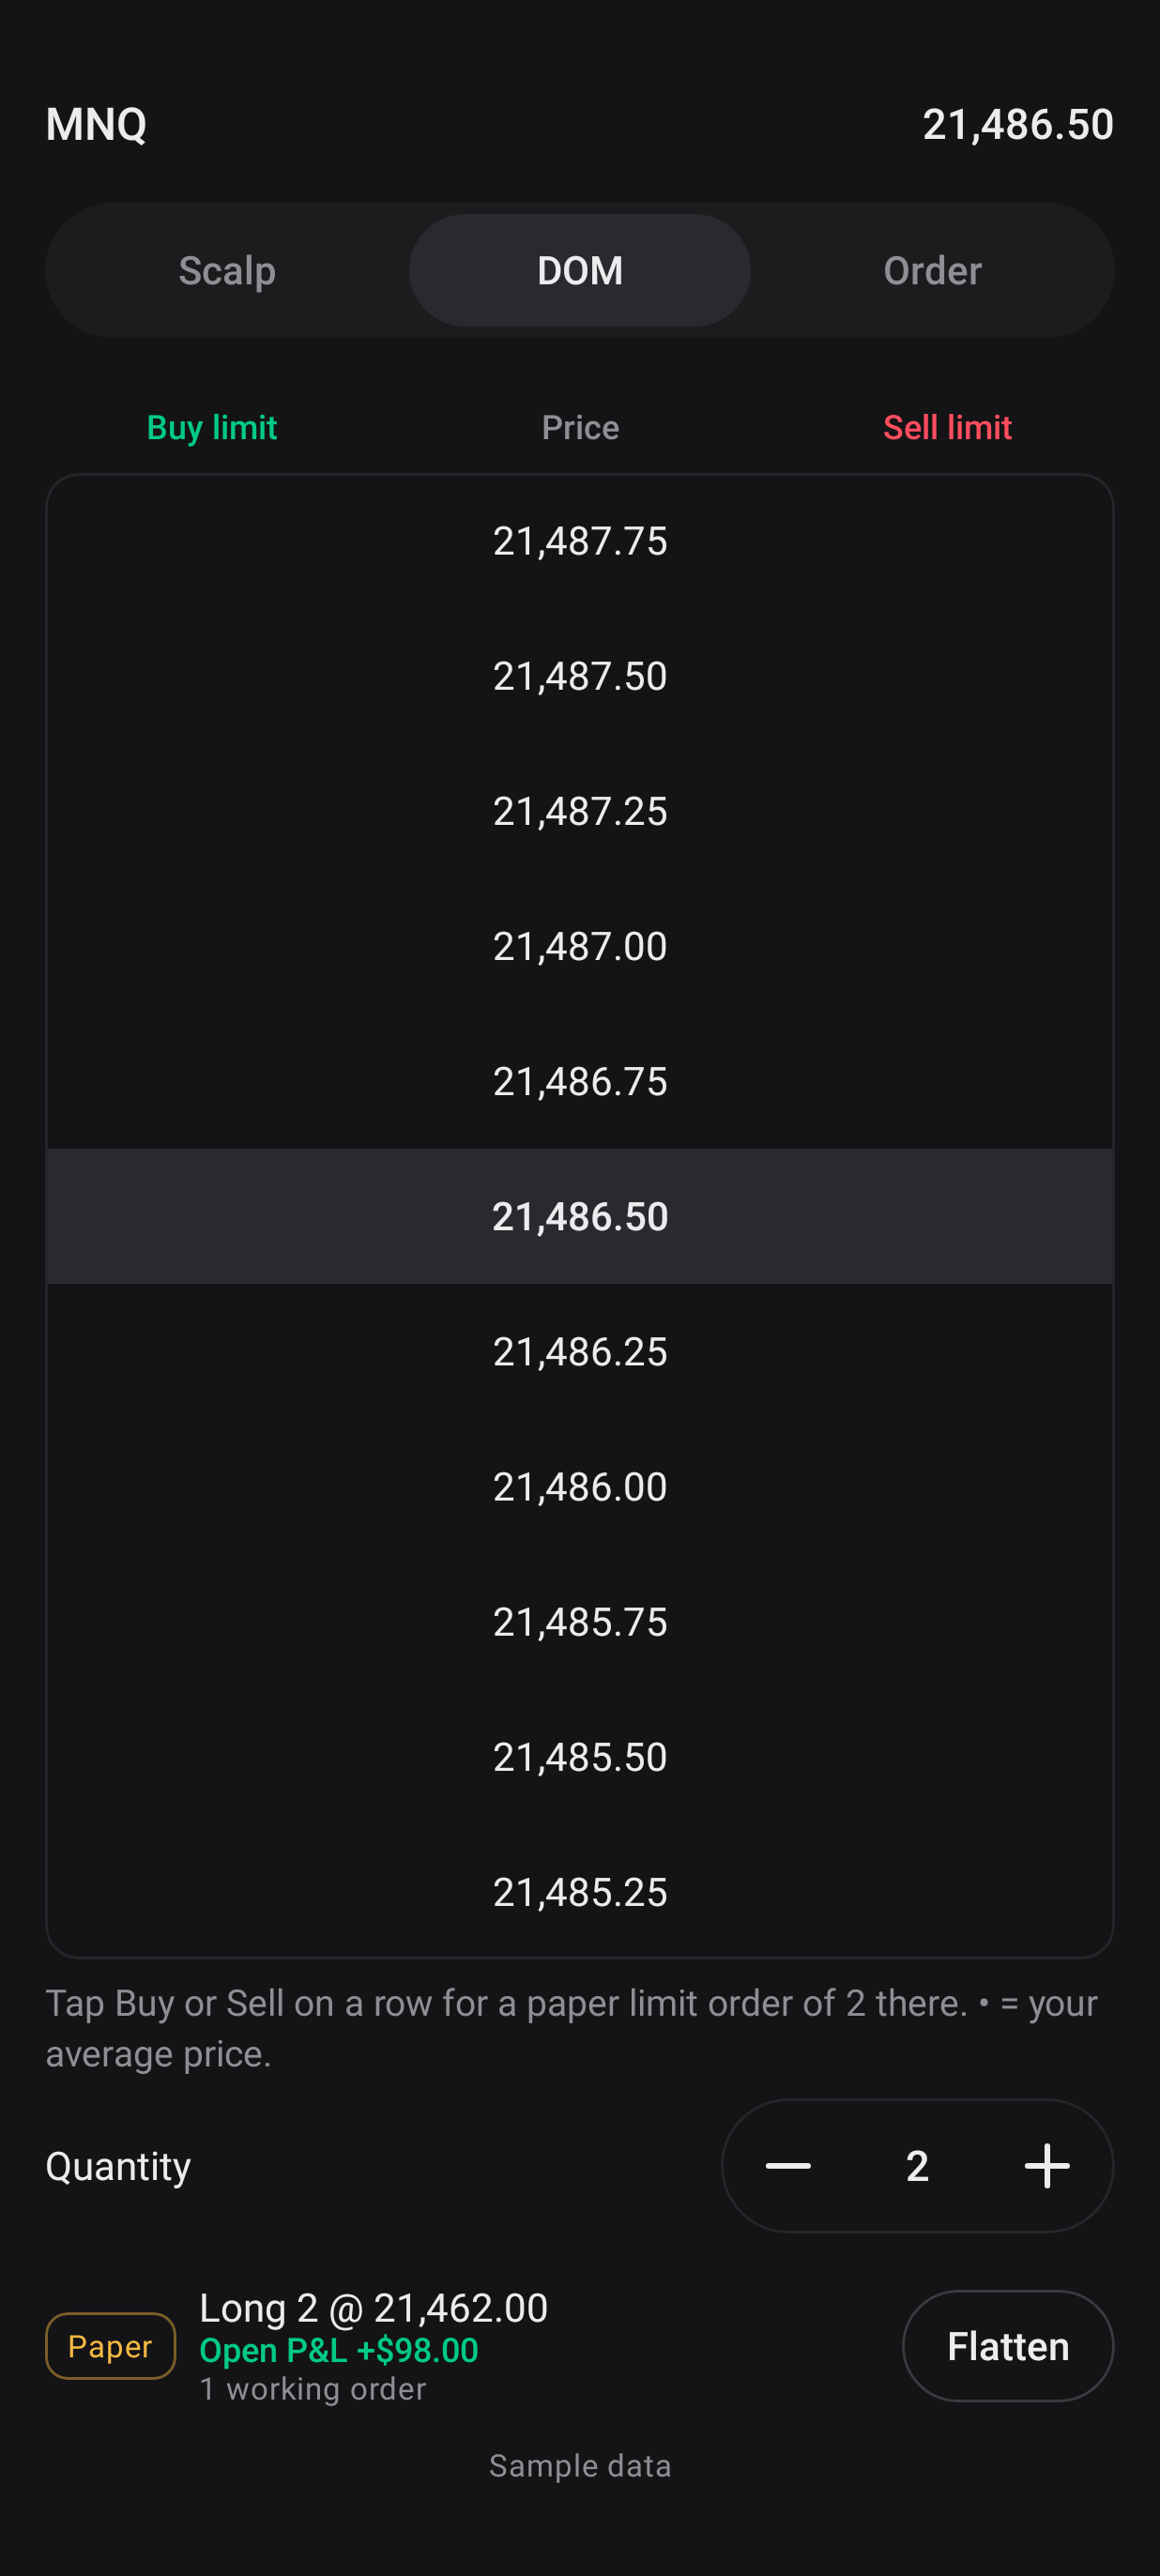 MNQ 21,486.50
Scalp DOM Order
Buy limit Price Sell limit
21,487.75
21,487.50
21,487.25
21,487.00
21,486.75
21,486.50
21,486.25
21,486.00
21,485.75
21,485.50
21,485.25
Tap Buy or Sell on a row for a paper limit order of 2 there. • = your
average price.
Quantity — 2 +
Paper
Long 2 @ 21,462.00
Open P&L +$98.00
1 working order
Flatten
Sample data